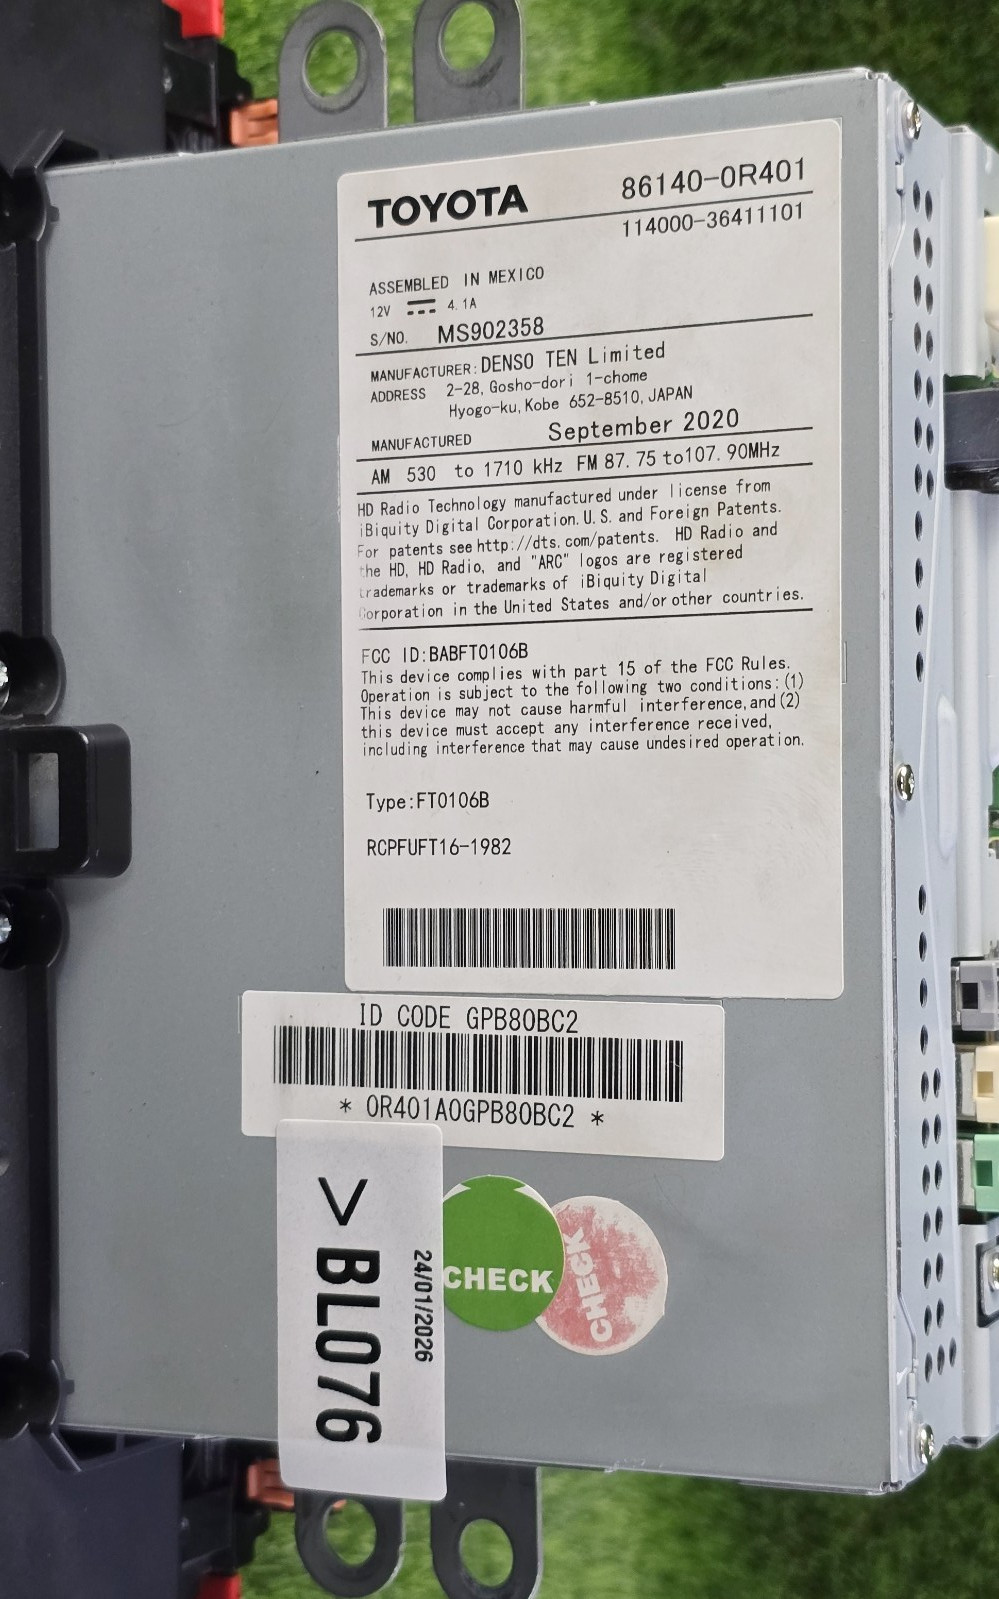 TOYOTA 86140-0R401
114000-36411101
ASSEMBLED IN MEXICO
12V 4.1A
S/NO. MS902358
MANUFACTURER: DENSO TEN Limited
ADDRESS 2-28, Gosho-dori 1-chome
Hyogo-ku, Kobe 652-8510, JAPAN
MANUFACTURED September 2020
AM 530 to 1710 kHz FM 87.75 to 107.90MHz
HD Radio Technology manufactured under license from
iBiquity Digital Corporation. U.S. and Foreign Patents.
For patents see http://dts.com/patents. HD Radio and
the HD, HD Radio, and "ARC" logos are registered
trademarks or trademarks of iBiquity Digital
Corporation in the United States and/or other countries.
FCC ID:BABFT0106B
This device complies with part 15 of the FCC Rules.
Operation is subject to the following two conditions: (1)
This device may not cause harmful interference, and (2)
this device must accept any interference received,
including interference that may cause undesired operation.
Type:FT0106B
RCPFUFT16-1982
ID CODE GPB80BC2
* 0R401A0GPB80BC2 *
> BL076
24/01/2026
CHECK
CHECK